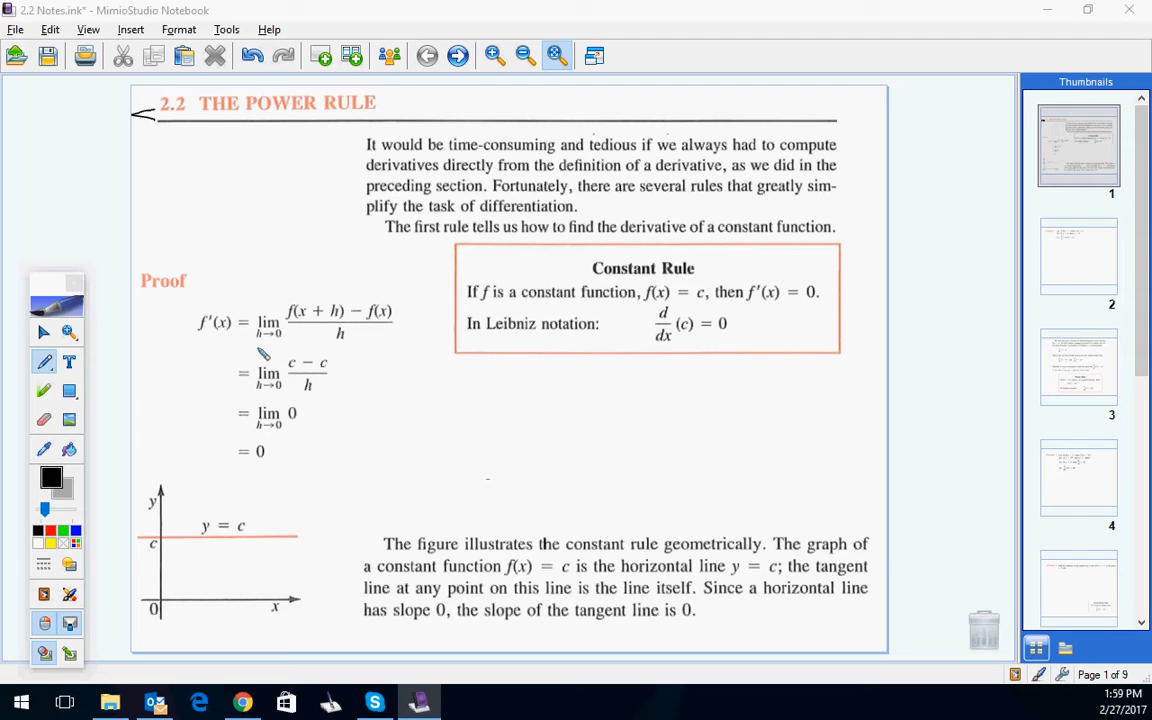 2.2 Notes.ink* - MimioStudio Notebook
File Edit View Insert Format Tools Help
Thumbnails
2.2 THE POWER RULE
It would be time-consuming and tedious if we always had to compute
derivatives directly from the definition of a derivative, as we did in the
preceding section. Fortunately, there are several rules that greatly sim-
plify the task of differentiation.
The first rule tells us how to find the derivative of a constant function.
Constant Rule
If f is a constant function, f(x) = c, then f'(x) = 0.
In Leibniz notation: d/dx (c) = 0
Proof
f'(x) = lim h→0 f(x + h) − f(x) / h
= lim h→0 c − c / h
= lim h→0 0
= 0
y
y = c
c
0
x
The figure illustrates the constant rule geometrically. The graph of
a constant function f(x) = c is the horizontal line y = c; the tangent
line at any point on this line is the line itself. Since a horizontal line
has slope 0, the slope of the tangent line is 0.
1
2
3
4
Page 1 of 9
1:59 PM
2/27/2017